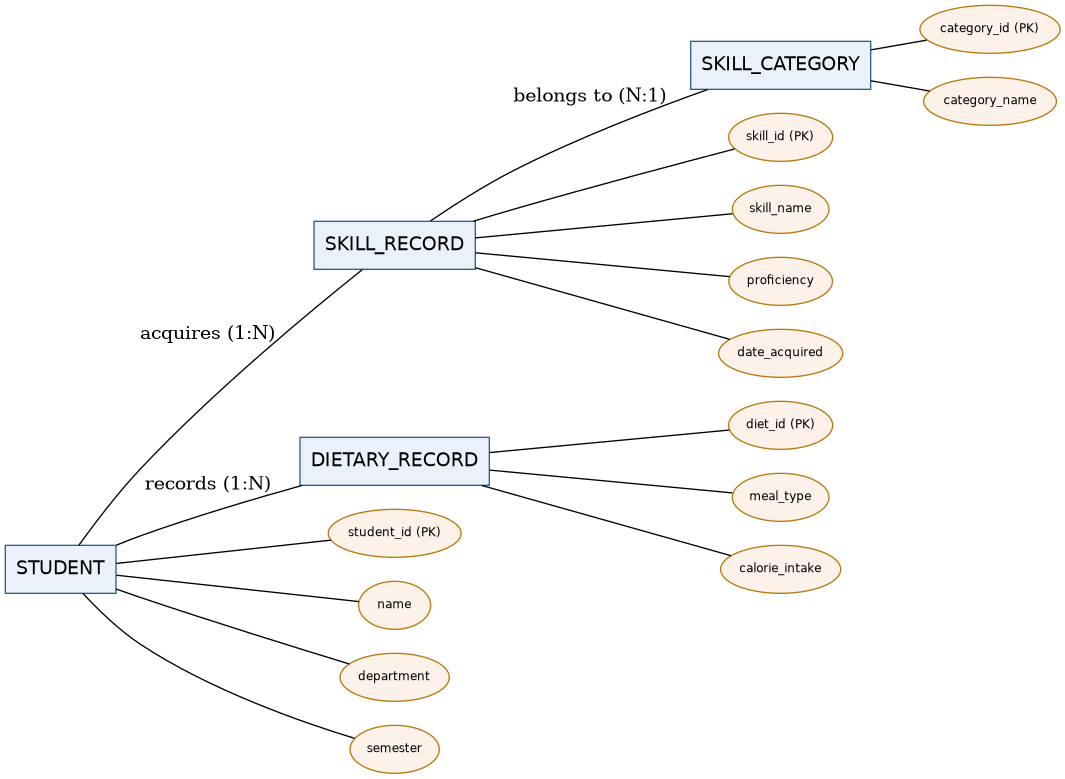 category_id (PK)
SKILL_CATEGORY
belongs to (N:1)
category_name
skill_id (PK)
skill_name
SKILL_RECORD
proficiency
acquires (1:N)
date_acquired
diet_id (PK)
DIETARY_RECORD
records (1:N)
meal_type
student_id (PK)
STUDENT
calorie_intake
name
department
semester